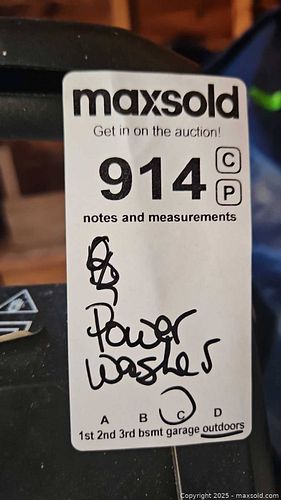 maxsold
Get in on the auction!
914 C
P
notes and measurements
Power
washer
A B C D
1st 2nd 3rd bsmt garage outdoors
Copyright © 2025 - maxsold.com